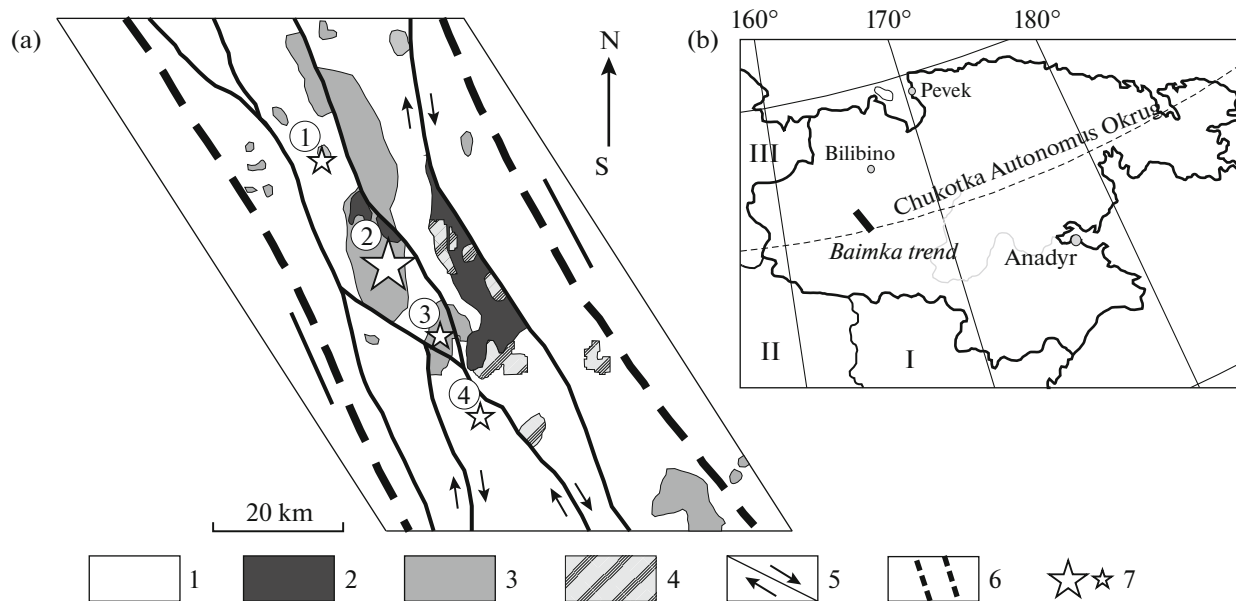 (a)
N
S
1
2
3
4
20 km
160°
170°
180°
(b)
Pevek
Bilibino
III
Chukotka Autonomus Okrug
Baimka trend
Anadyr
II
I
1
2
3
4
5
6
7